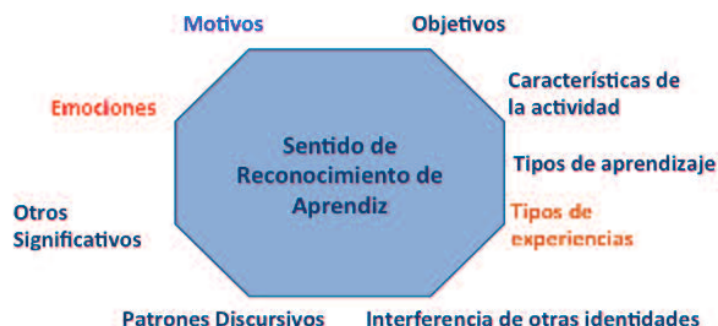 Motivos
Objetivos
Características de
la actividad
Emociones
Sentido de
Reconocimiento de
Aprendiz
Tipos de aprendizaje
Otros
Significativos
Tipos de
experiencias
Patrones Discursivos
Interferencia de otras identidades